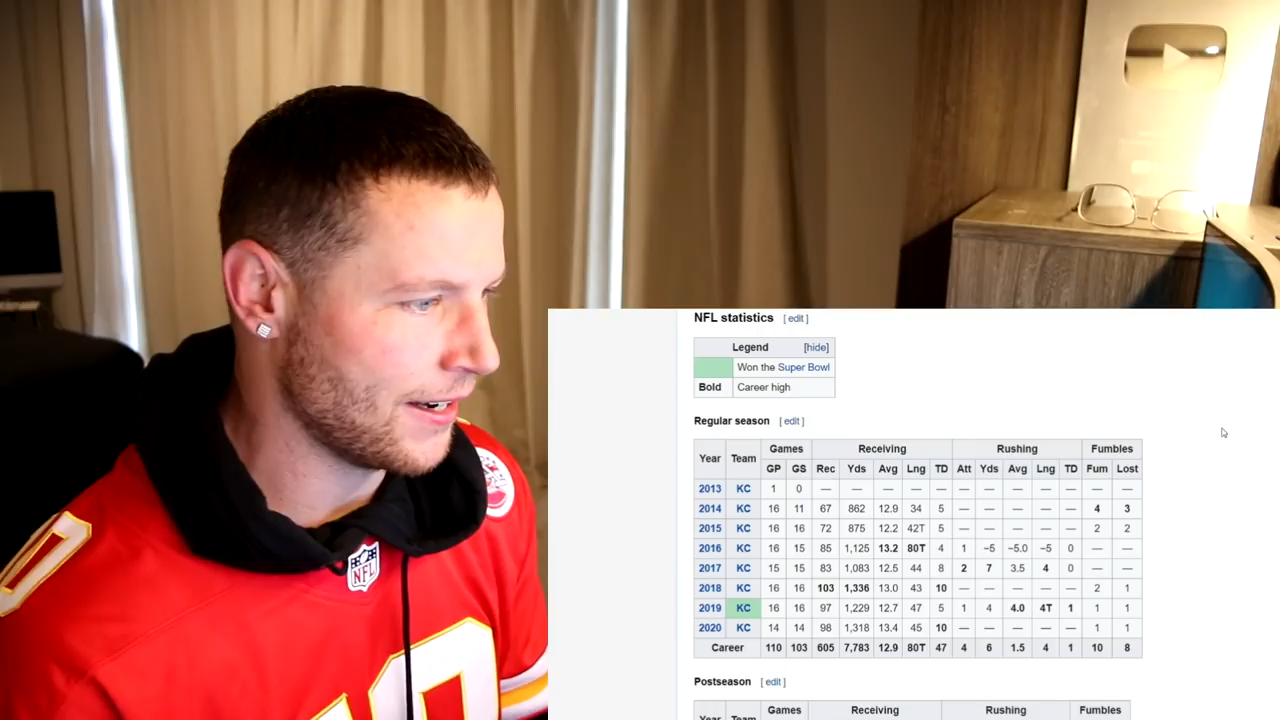 NFL statistics [ edit ]
Legend [hide]
Won the Super Bowl
Bold Career high
Regular season [ edit ]
Year Team Games Receiving Rushing Fumbles
GP GS Rec Yds Avg Lng TD Att Yds Avg Lng TD Fum Lost
2013 KC 1 0 — — — — — — — — — — — —
2014 KC 16 11 67 862 12.9 34 5 — — — — — 4 3
2015 KC 16 16 72 875 12.2 42T 5 — — — — — 2 2
2016 KC 16 15 85 1,125 13.2 80T 4 1 −5 −5.0 −5 0 — —
2017 KC 15 15 83 1,083 12.5 44 8 2 7 3.5 4 0 — —
2018 KC 16 16 103 1,336 13.0 43 10 — — — — — 2 1
2019 KC 16 16 97 1,229 12.7 47 5 1 4 4.0 4T 1 1 1
2020 KC 14 14 98 1,318 13.4 45 10 — — — — — 1 1
Career 110 103 605 7,783 12.9 80T 47 4 6 1.5 4 1 10 8
Postseason [ edit ]
Year Team Games Receiving Rushing Fumbles
NFL
0
0